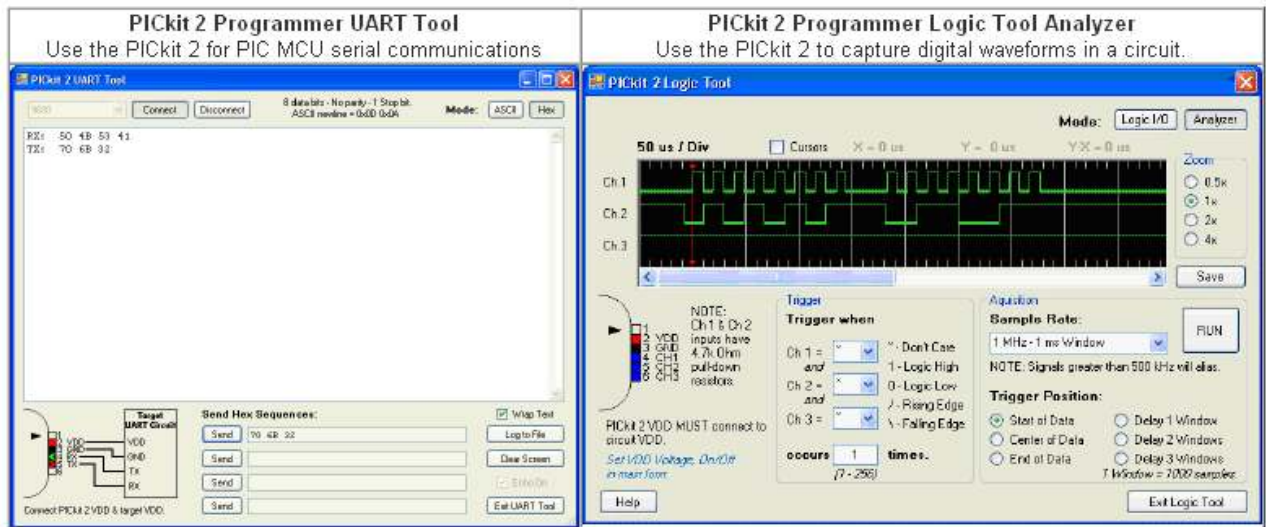 PICkit 2 Programmer UART Tool
Use the PICkit 2 for PIC MCU serial communications
PICkit 2 UART Tool
Connect
Disconnect
8 data bits - No parity - 1 Stop bit.
ASCII newline = 0x0D 0x0A
Mode:
ASCII
Hex
RX: 50 4B 53 41
TX: 70 6B 32
Target
UART Circuit
VDD
GND
TX
RX
VDD
GND
RX
TX
Connect PICkit 2 VDD & target VDD.
Send Hex Sequences:
Send 70 6B 32
Send
Send
Send
Wrap Text
Log to File
Clear Screen
Echo On
Exit UART Tool
PICkit 2 Programmer Logic Tool Analyzer
Use the PICkit 2 to capture digital waveforms in a circuit.
PICkit 2 Logic Tool
Mode:
Logic I/O
Analyzer
50 us / Div
Cursors
X = 0 us
Y = 0 us
Y-X = 0 us
Ch.1
Ch.2
Ch.3
Zoom
0.5x
1x
2x
4x
Save
1
2 VDD
3 GND
4 CH1
5 CH2
6 CH3
NOTE:
Ch 1 & Ch 2
inputs have
4.7k Ohm
pull-down
resistors.
PICkit 2 VDD MUST connect to
circuit VDD.
Set VDD Voltage, On/Off
in main form.
Help
Trigger
Trigger when
Ch 1 = *
and
Ch 2 = *
and
Ch 3 = *
* - Don't Care
1 - Logic High
0 - Logic Low
/ - Rising Edge
\ - Falling Edge
occurs 1 times.
(1 - 256)
Aquisition
Sample Rate:
1 MHz - 1 ms Window
RUN
NOTE: Signals greater than 500 kHz will alias.
Trigger Position:
Start of Data
Center of Data
End of Data
Delay 1 Window
Delay 2 Windows
Delay 3 Windows
1 Window = 1000 samples
Exit Logic Tool